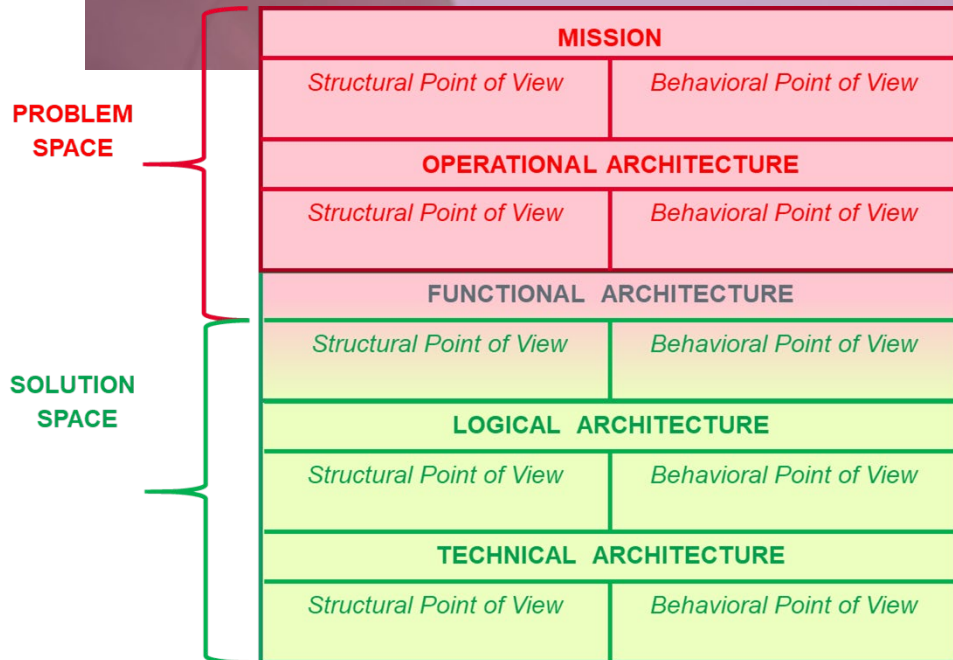 MISSION
Structural Point of View
Behavioral Point of View
PROBLEM
SPACE
OPERATIONAL ARCHITECTURE
Structural Point of View
Behavioral Point of View
FUNCTIONAL ARCHITECTURE
Structural Point of View
Behavioral Point of View
SOLUTION
SPACE
LOGICAL ARCHITECTURE
Structural Point of View
Behavioral Point of View
TECHNICAL ARCHITECTURE
Structural Point of View
Behavioral Point of View